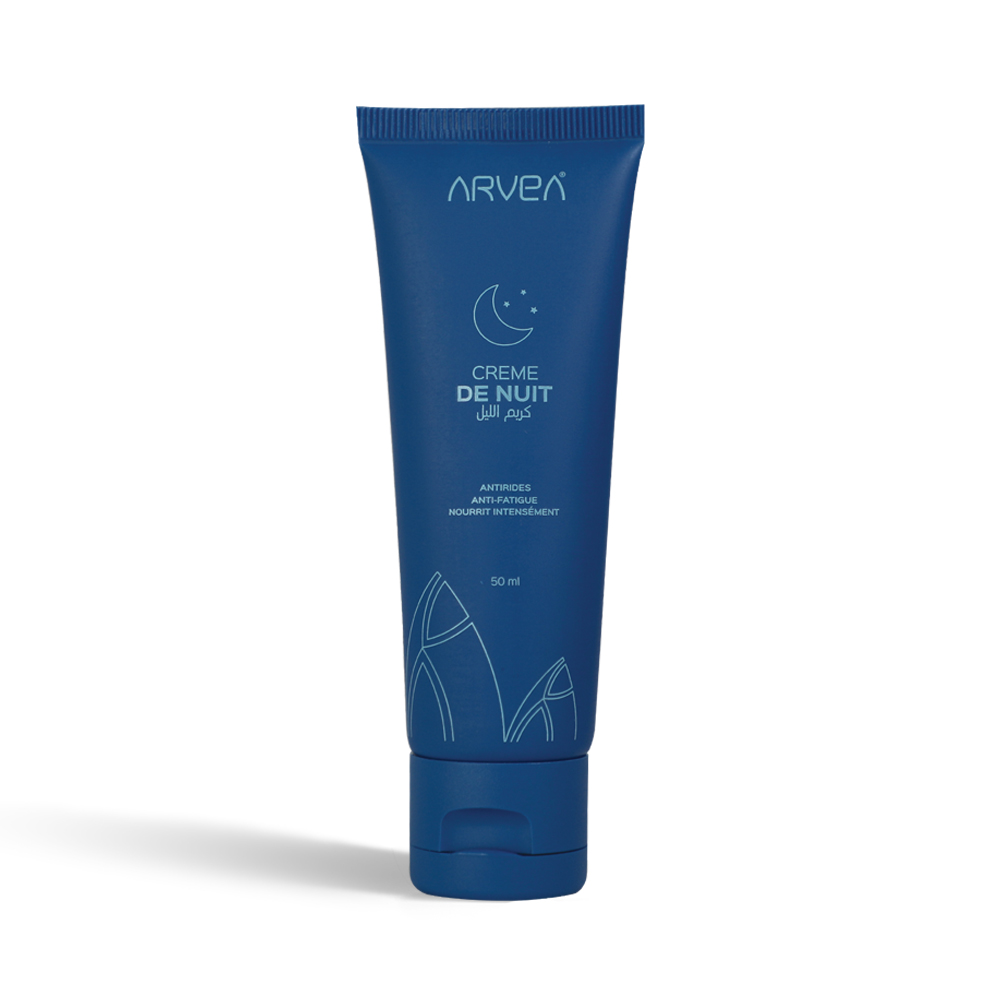 ARVEA®
CREME
DE NUIT
كريم الليل
ANTIRIDES
ANTI-FATIGUE
NOURRIT INTENSÉMENT
50 ml